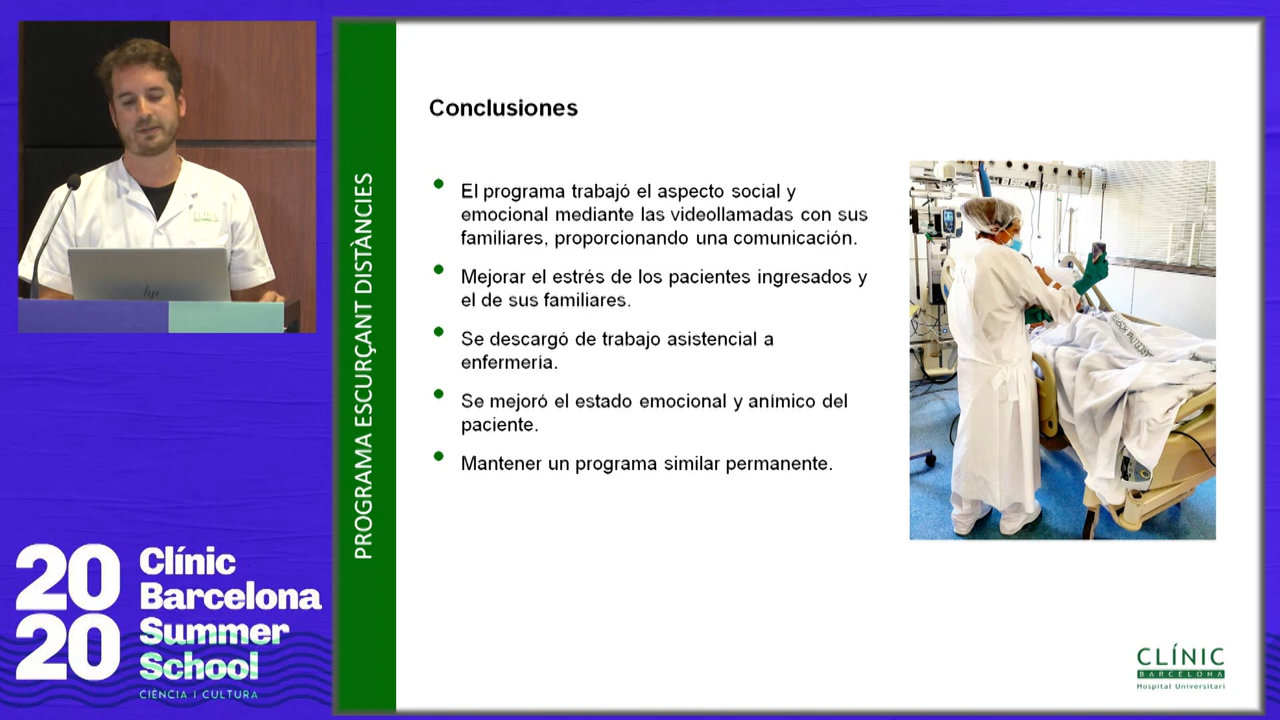 PROGRAMA ESCURÇANT DISTÀNCIES
Conclusiones
El programa trabajó el aspecto social y
emocional mediante las videollamadas con sus
familiares, proporcionando una comunicación.
Mejorar el estrés de los pacientes ingresados y
el de sus familiares.
Se descargó de trabajo asistencial a
enfermería.
Se mejoró el estado emocional y anímico del
paciente.
Mantener un programa similar permanente.
CLÍNIC
BARCELONA
Hospital Universitari
hp
20
20
Clínic
Barcelona
Summer
School
CIÈNCIA I CULTURA